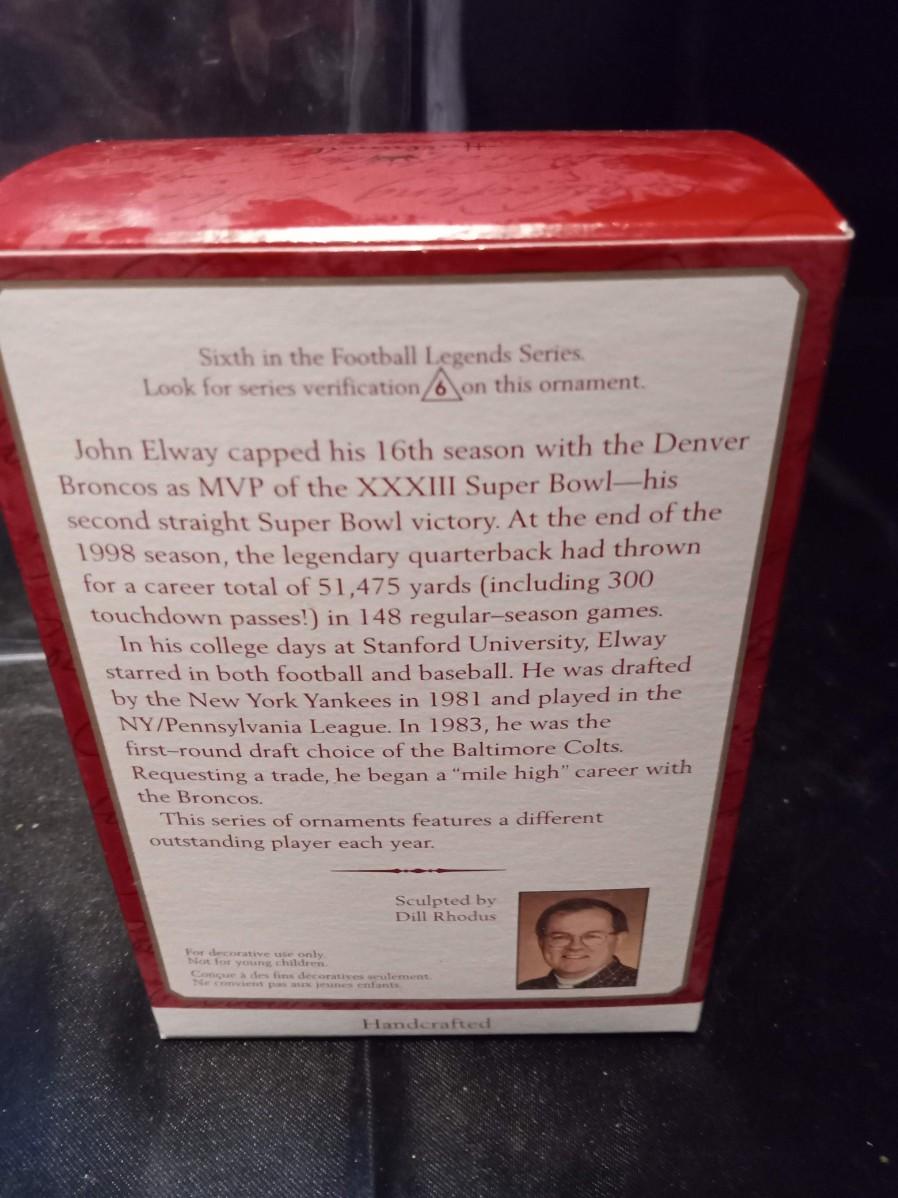 Sixth in the Football Legends Series.
Look for series verification 6 on this ornament.
John Elway capped his 16th season with the Denver
Broncos as MVP of the XXXIII Super Bowl—his
second straight Super Bowl victory. At the end of the
1998 season, the legendary quarterback had thrown
for a career total of 51,475 yards (including 300
touchdown passes!) in 148 regular–season games.
In his college days at Stanford University, Elway
starred in both football and baseball. He was drafted
by the New York Yankees in 1981 and played in the
NY/Pennsylvania League. In 1983, he was the
first–round draft choice of the Baltimore Colts.
Requesting a trade, he began a “mile high” career with
the Broncos.
This series of ornaments features a different
outstanding player each year.
Sculpted by
Dill Rhodus
For decorative use only.
Not for young children.
Conçue à des fins décoratives seulement.
Ne convient pas aux jeunes enfants.
Handcrafted